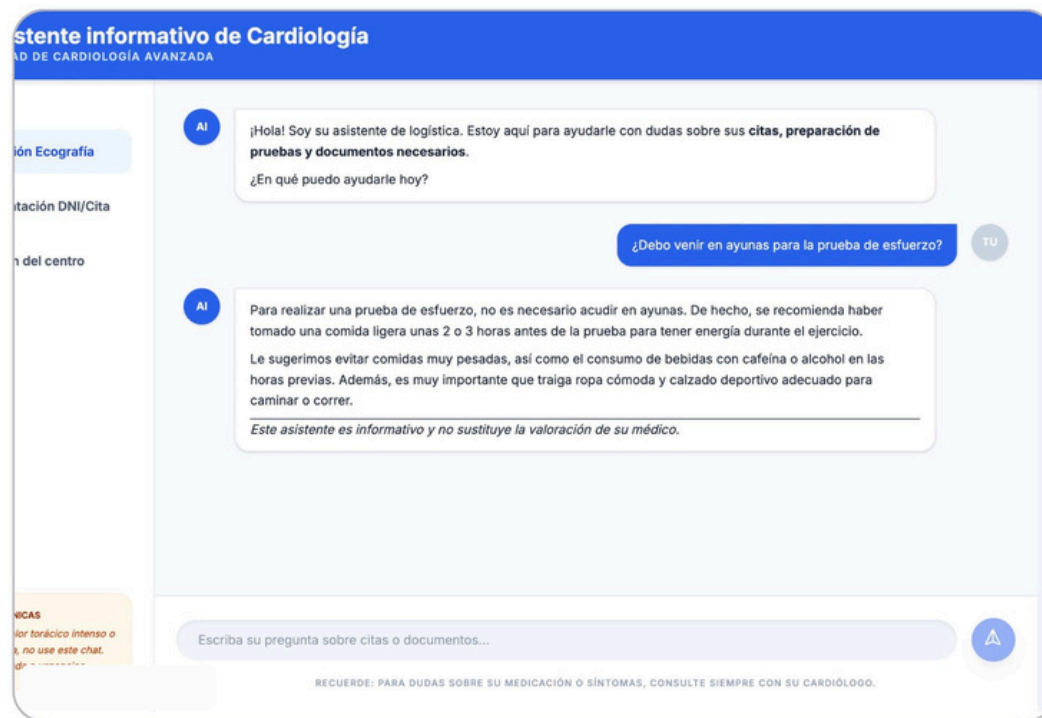 stente informativo de Cardiología
AD DE CARDIOLOGÍA AVANZADA
ión Ecografía
tación DNI/Cita
n del centro
AI
¡Hola! Soy su asistente de logística. Estoy aquí para ayudarle con dudas sobre sus citas, preparación de
pruebas y documentos necesarios.
¿En qué puedo ayudarle hoy?
¿Debo venir en ayunas para la prueba de esfuerzo?
TU
AI
Para realizar una prueba de esfuerzo, no es necesario acudir en ayunas. De hecho, se recomienda haber
tomado una comida ligera unas 2 o 3 horas antes de la prueba para tener energía durante el ejercicio.
Le sugerimos evitar comidas muy pesadas, así como el consumo de bebidas con cafeína o alcohol en las
horas previas. Además, es muy importante que traiga ropa cómoda y calzado deportivo adecuado para
caminar o correr.
Este asistente es informativo y no sustituye la valoración de su médico.
NICAS
lor torácico intenso o
, no use este chat.
Escriba su pregunta sobre citas o documentos...
RECUERDE: PARA DUDAS SOBRE SU MEDICACIÓN O SÍNTOMAS, CONSULTE SIEMPRE CON SU CARDIÓLOGO.